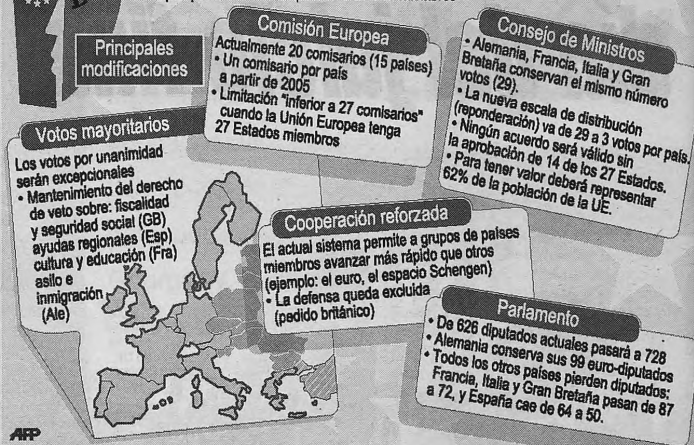 Principales
modificaciones
Comisión Europea
Actualmente 20 comisarios (15 países)
• Un comisario por país
a partir de 2005
• Limitación "inferior a 27 comisarios"
cuando la Unión Europea tenga
27 Estados miembros
Consejo de Ministros
• Alemania, Francia, Italia y Gran
Bretaña conservan el mismo número
votos (29).
• La nueva escala de distribución
(reponderación) va de 29 a 3 votos por país.
• Ningún acuerdo será válido sin
la aprobación de 14 de los 27 Estados.
• Para tener valor deberá representar
62% de la población de la UE.
Votos mayoritarios
Los votos por unanimidad
serán excepcionales
• Mantenimiento del derecho
de veto sobre: fiscalidad
y seguridad social (GB)
ayudas regionales (Esp)
cultura y educación (Fra)
asilo e
inmigración
(Ale)
Cooperación reforzada
El actual sistema permite a grupos de países
miembros avanzar más rápido que otros
(ejemplo: el euro, el espacio Schengen)
• La defensa queda excluida
(pedido británico)
Parlamento
• De 626 diputados actuales pasará a 728
• Alemania conserva sus 99 euro-diputados
• Todos los otros países pierden diputados:
Francia, Italia y Gran Bretaña pasan de 87
a 72, y España cae de 64 a 50.
AFP